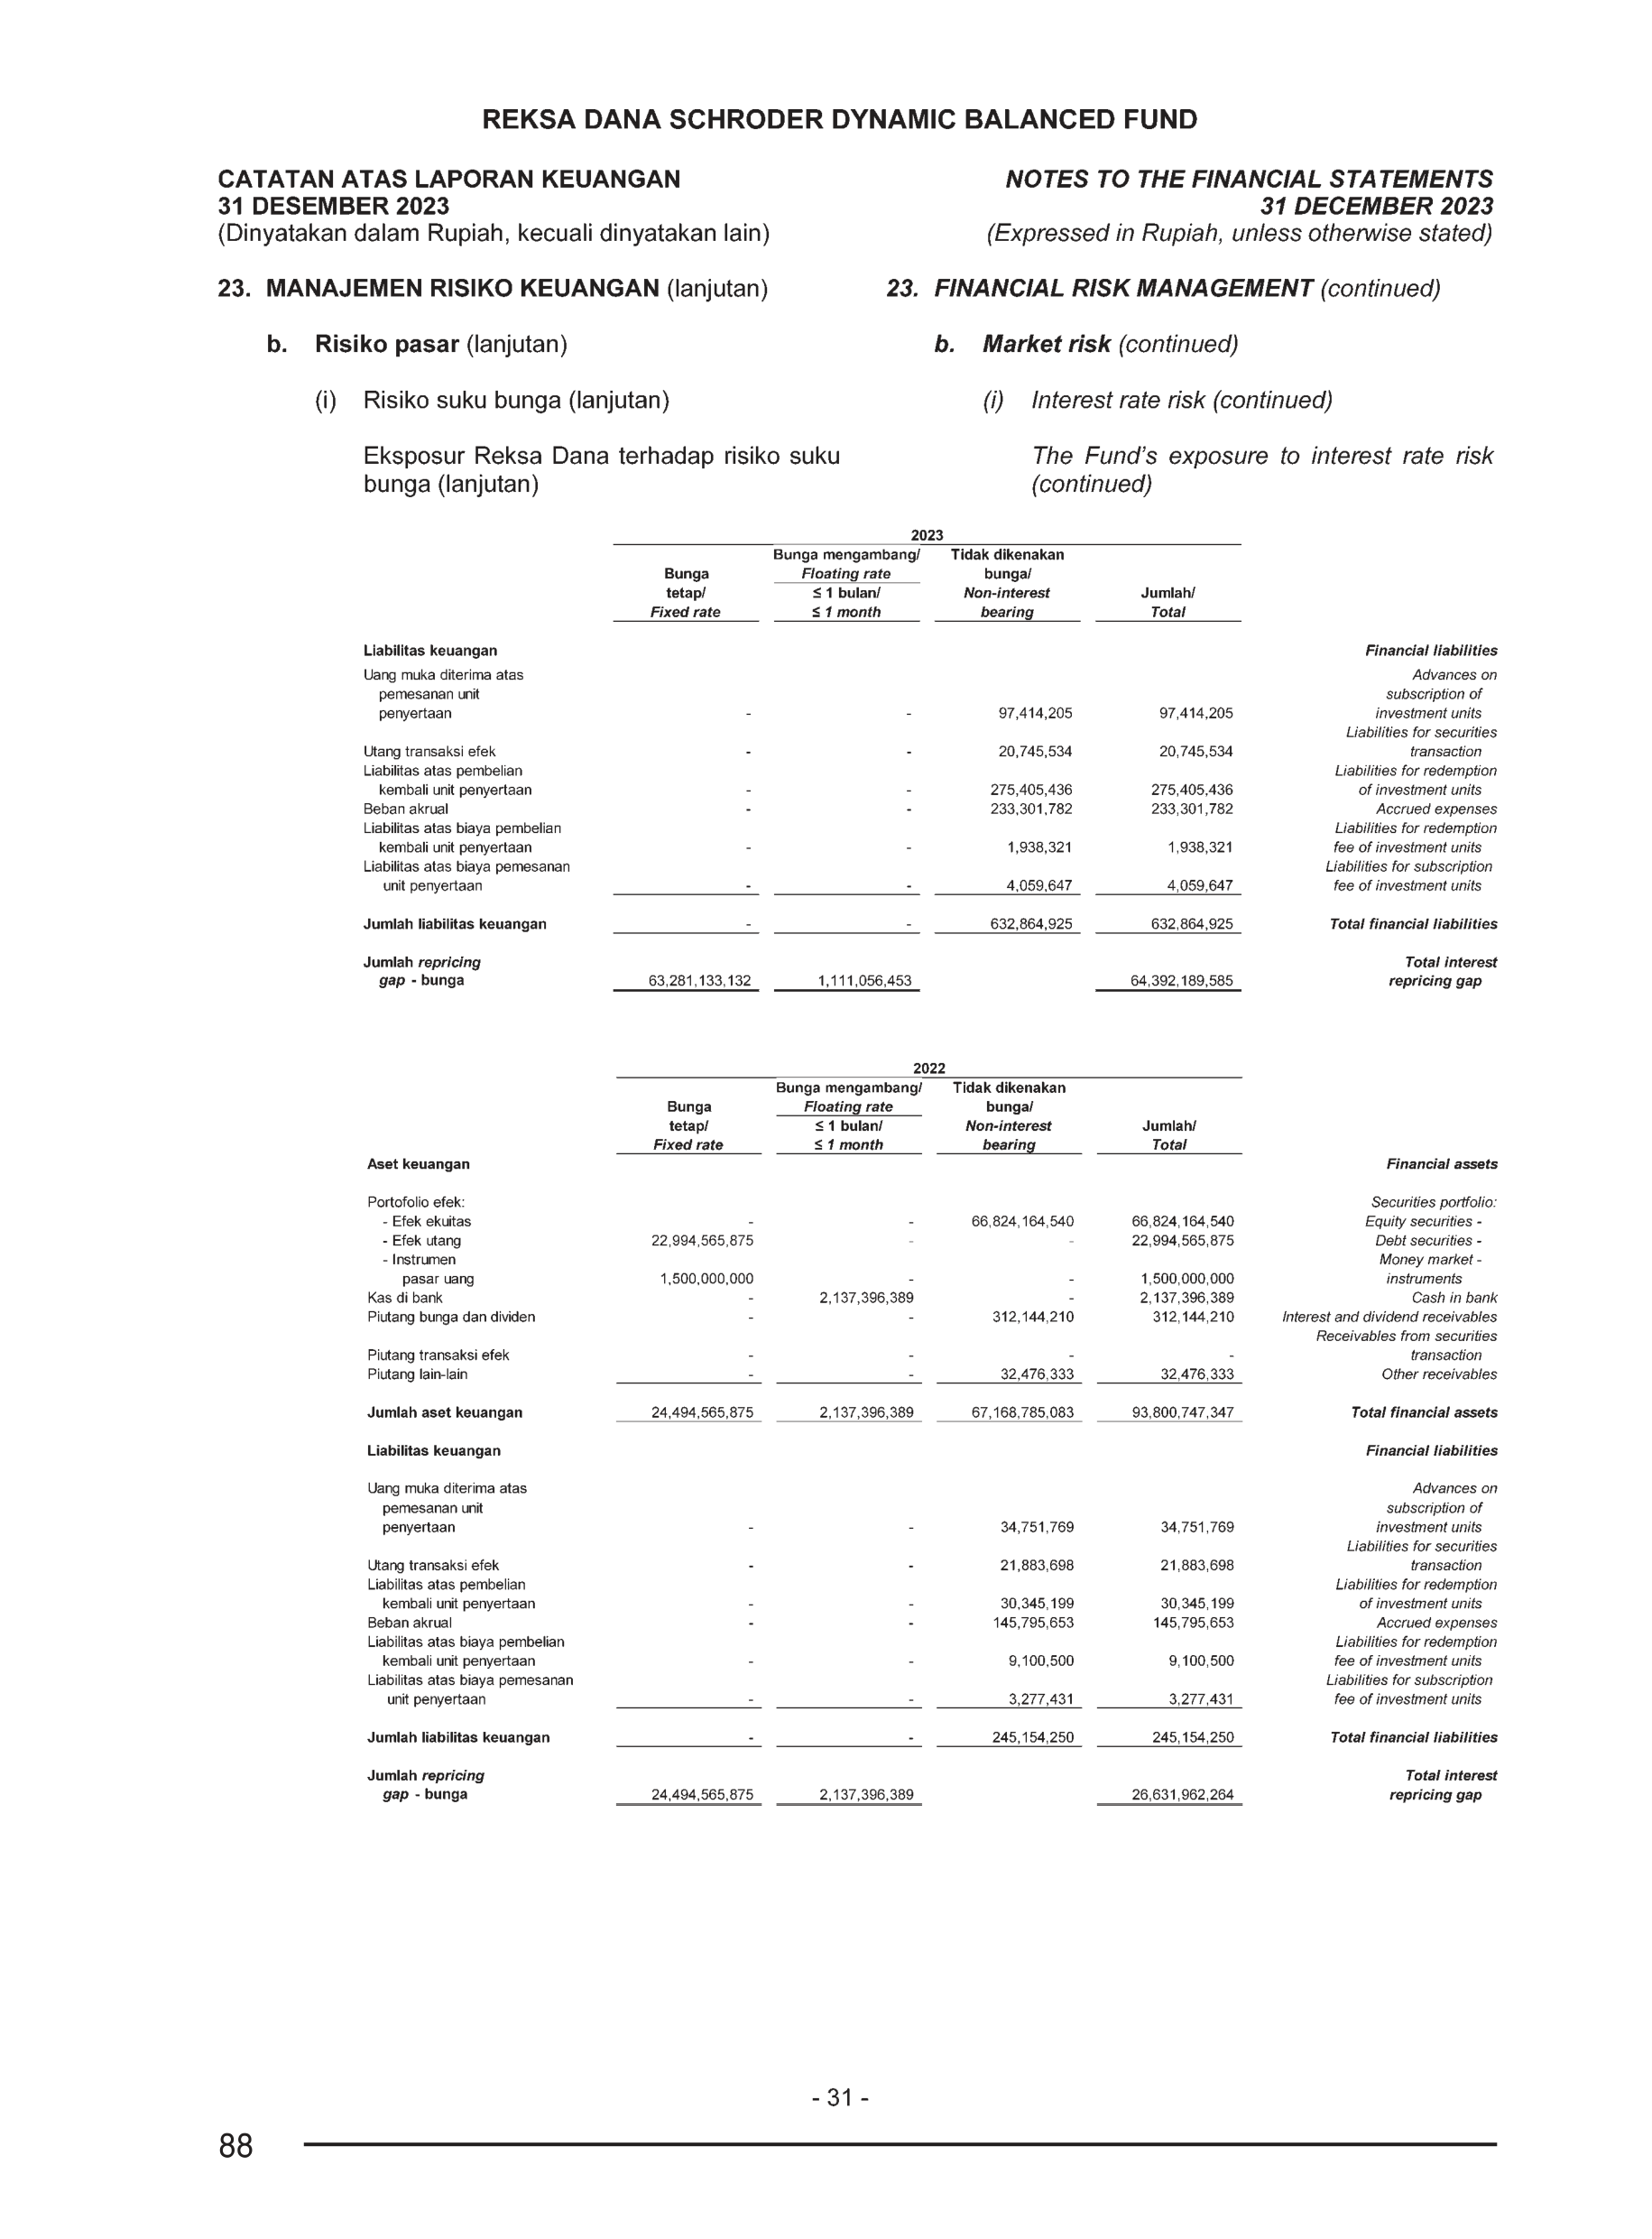 REKSA DANA SCHRODER DYNAMIC BALANCED FUND
CATATAN ATAS LAPORAN KEUANGAN
31 DESEMBER 2023
(Dinyatakan dalam Rupiah, kecuali dinyatakan lain)
NOTES TO THE FINANCIAL STATEMENTS
31 DECEMBER 2023
(Expressed in Rupiah, unless otherwise stated)
23. MANAJEMEN RISIKO KEUANGAN (lanjutan)
23. FINANCIAL RISK MANAGEMENT (continued)
b. Risiko pasar (lanjutan)
b. Market risk (continued)
(i) Risiko suku bunga (lanjutan)
(i) Interest rate risk (continued)
Eksposur Reksa Dana terhadap risiko suku
bunga (lanjutan)
The Fund's exposure to interest rate risk
(continued)
2023
Bunga mengambang/ Tidak dikenakan
Bunga Floating rate bunga/
tetap/ ≤ 1 bulan/ Non-interest Jumlah/
Fixed rate ≤ 1 month bearing Total
Liabilitas keuangan Financial liabilities
Uang muka diterima atas Advances on
pemesanan unit subscription of
penyertaan - - 97,414,205 97,414,205 investment units
Liabilities for securities
Utang transaksi efek - - 20,745,534 20,745,534 transaction
Liabilitas atas pembelian Liabilities for redemption
kembali unit penyertaan - - 275,405,436 275,405,436 of investment units
Beban akrual - - 233,301,782 233,301,782 Accrued expenses
Liabilitas atas biaya pembelian Liabilities for redemption
kembali unit penyertaan - - 1,938,321 1,938,321 fee of investment units
Liabilitas atas biaya pemesanan Liabilities for subscription
unit penyertaan - - 4,059,647 4,059,647 fee of investment units
Jumlah liabilitas keuangan - - 632,864,925 632,864,925 Total financial liabilities
Jumlah repricing Total interest
gap - bunga 63,281,133,132 1,111,056,453 64,392,189,585 repricing gap
2022
Bunga mengambang/ Tidak dikenakan
Bunga Floating rate bunga/
tetap/ ≤ 1 bulan/ Non-interest Jumlah/
Fixed rate ≤ 1 month bearing Total
Aset keuangan Financial assets
Portofolio efek: Securities portfolio:
- Efek ekuitas - - 66,824,164,540 66,824,164,540 Equity securities -
- Efek utang 22,994,565,875 - - 22,994,565,875 Debt securities -
- Instrumen Money market -
pasar uang 1,500,000,000 - - 1,500,000,000 instruments
Kas di bank - 2,137,396,389 - 2,137,396,389 Cash in bank
Piutang bunga dan dividen - - 312,144,210 312,144,210 Interest and dividend receivables
Receivables from securities
Piutang transaksi efek - - - - transaction
Piutang lain-lain - - 32,476,333 32,476,333 Other receivables
Jumlah aset keuangan 24,494,565,875 2,137,396,389 67,168,785,083 93,800,747,347 Total financial assets
Liabilitas keuangan Financial liabilities
Uang muka diterima atas Advances on
pemesanan unit subscription of
penyertaan - - 34,751,769 34,751,769 investment units
Liabilities for securities
Utang transaksi efek - - 21,883,698 21,883,698 transaction
Liabilitas atas pembelian Liabilities for redemption
kembali unit penyertaan - - 30,345,199 30,345,199 of investment units
Beban akrual - - 145,795,653 145,795,653 Accrued expenses
Liabilitas atas biaya pembelian Liabilities for redemption
kembali unit penyertaan - - 9,100,500 9,100,500 fee of investment units
Liabilitas atas biaya pemesanan Liabilities for subscription
unit penyertaan - - 3,277,431 3,277,431 fee of investment units
Jumlah liabilitas keuangan - - 245,154,250 245,154,250 Total financial liabilities
Jumlah repricing Total interest
gap - bunga 24,494,565,875 2,137,396,389 26,631,962,264 repricing gap
- 31 -
88